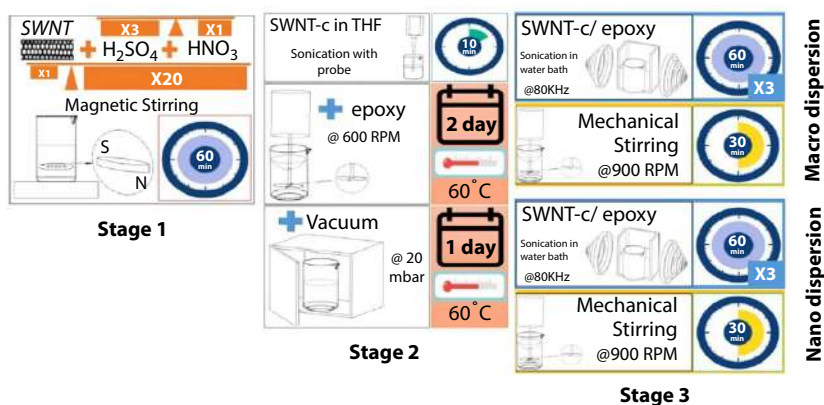 SWNT
X3
X1
H₂SO₄
HNO₃
X1
X20
Magnetic Stirring
S
N
60
min
Stage 1
SWNT-c in THF
Sonication with
probe
10
min
epoxy
@ 600 RPM
2 day
60°C
Vacuum
@ 20
mbar
1 day
60°C
Stage 2
SWNT-c/ epoxy
Sonication in
water bath
@80KHz
60
min
X3
Mechanical
Stirring
@900 RPM
30
min
Macro dispersion
SWNT-c/ epoxy
Sonication in
water bath
@80KHz
60
min
X3
Mechanical
Stirring
@900 RPM
30
min
Nano dispersion
Stage 3